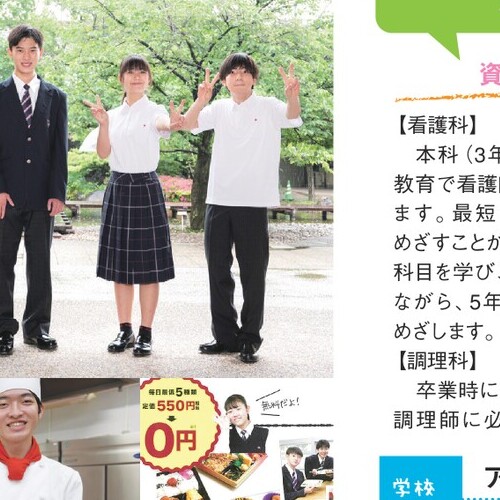 資
【看護科】
本科(3年
教育で看護
ます。最短
めざすことが
科目を学び、
ながら、5年
めざします。
【調理科】
卒業時に
調理師に必
学校
ア
毎日原価5種類
定価550円
0円
無料だよ!